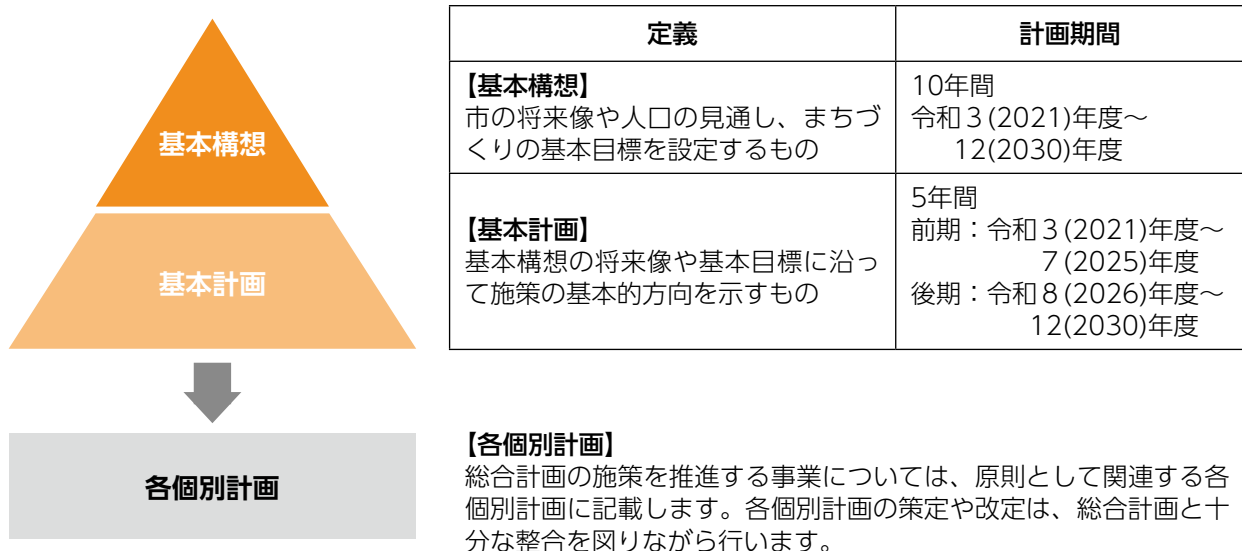 基本構想
基本計画
各個別計画
定義
計画期間
【基本構想】
市の将来像や人口の見通し、まちづ
くりの基本目標を設定するもの
10年間
令和3(2021)年度~
12(2030)年度
【基本計画】
基本構想の将来像や基本目標に沿っ
て施策の基本的方向を示すもの
5年間
前期:令和3(2021)年度~
7(2025)年度
後期:令和8(2026)年度~
12(2030)年度
【各個別計画】
総合計画の施策を推進する事業については、原則として関連する各
個別計画に記載します。各個別計画の策定や改定は、総合計画と十
分な整合を図りながら行います。